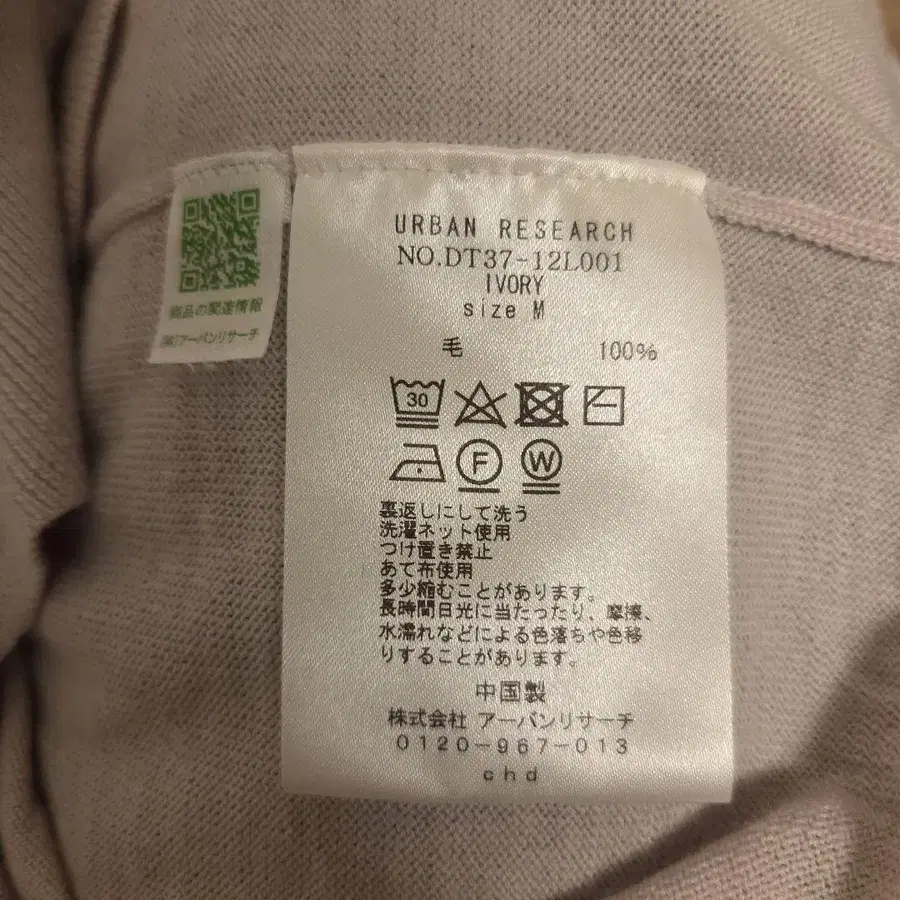 商品の関連情報
(株)アーバンリサーチ
URBAN RESEARCH
NO.DT37-12L001
IVORY
size M
毛 100%
30
F W
裏返しにして洗う
洗濯ネット使用
つけ置き禁止
あて布使用
多少縮むことがあります。
長時間日光に当たったり、摩擦、
水濡れなどによる色落ちや色移
りすることがあります。
中国製
株式会社 アーバンリサーチ
0120-967-013
chd